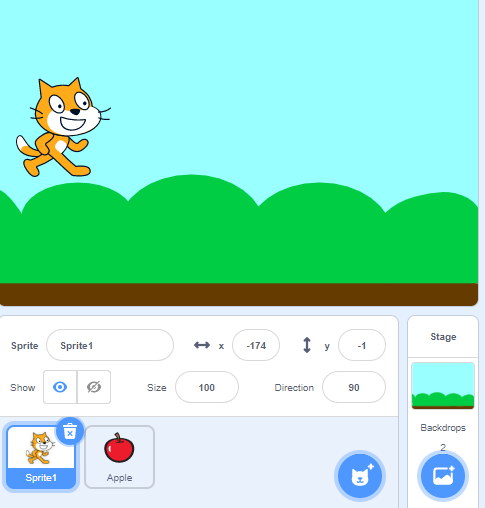 Sprite Sprite1 x -174 y -1
Show Size 100 Direction 90
Sprite1 Apple
Stage
Backdrops
2